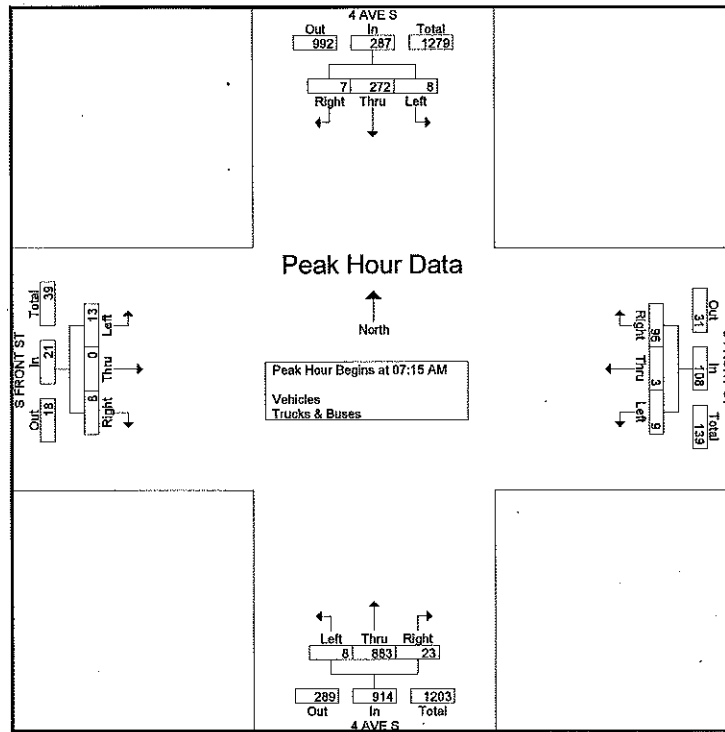 4 AVE S
Out In Total
992 287 1279
7 272 8
Right Thru Left
Peak Hour Data
North
Peak Hour Begins at 07:15 AM
Vehicles
Trucks & Buses
S FRONT ST
Out In Total
18 21 39
8 0 13
Right Thru Left
Out In Total
31 108 139
96 3 9
Right Thru Left
Left Thru Right
8 883 23
289 914 1203
Out In Total
4 AVE S